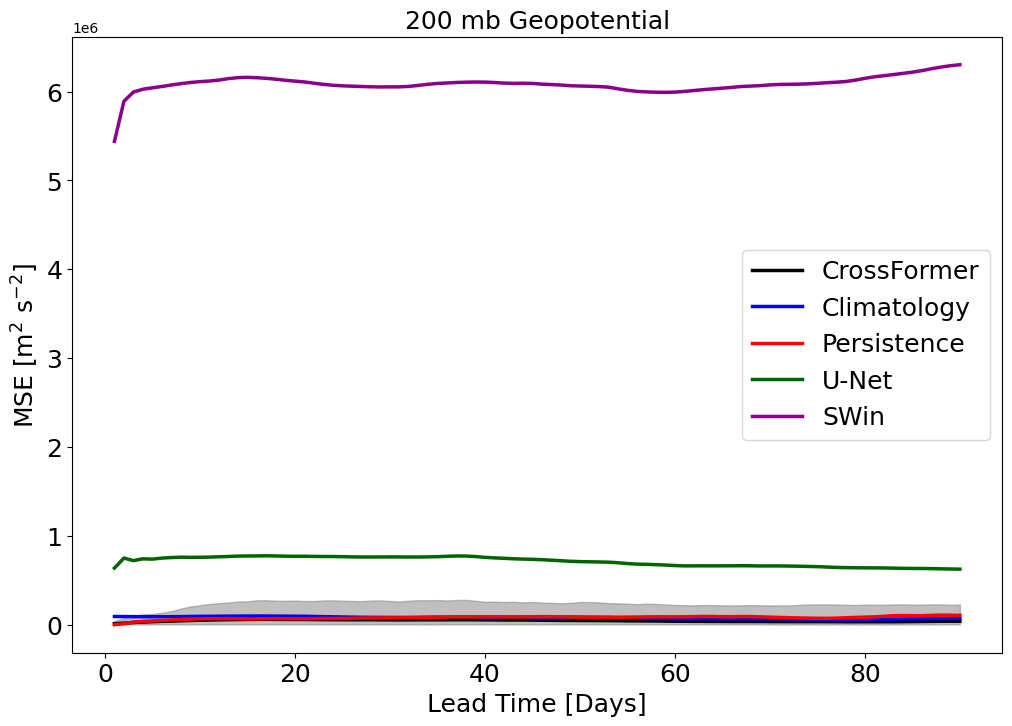 200 mb Geopotential
1e6
MSE [m² s⁻²]
6
5
4
3
2
1
0
CrossFormer
Climatology
Persistence
U-Net
SWin
0 20 40 60 80
Lead Time [Days]